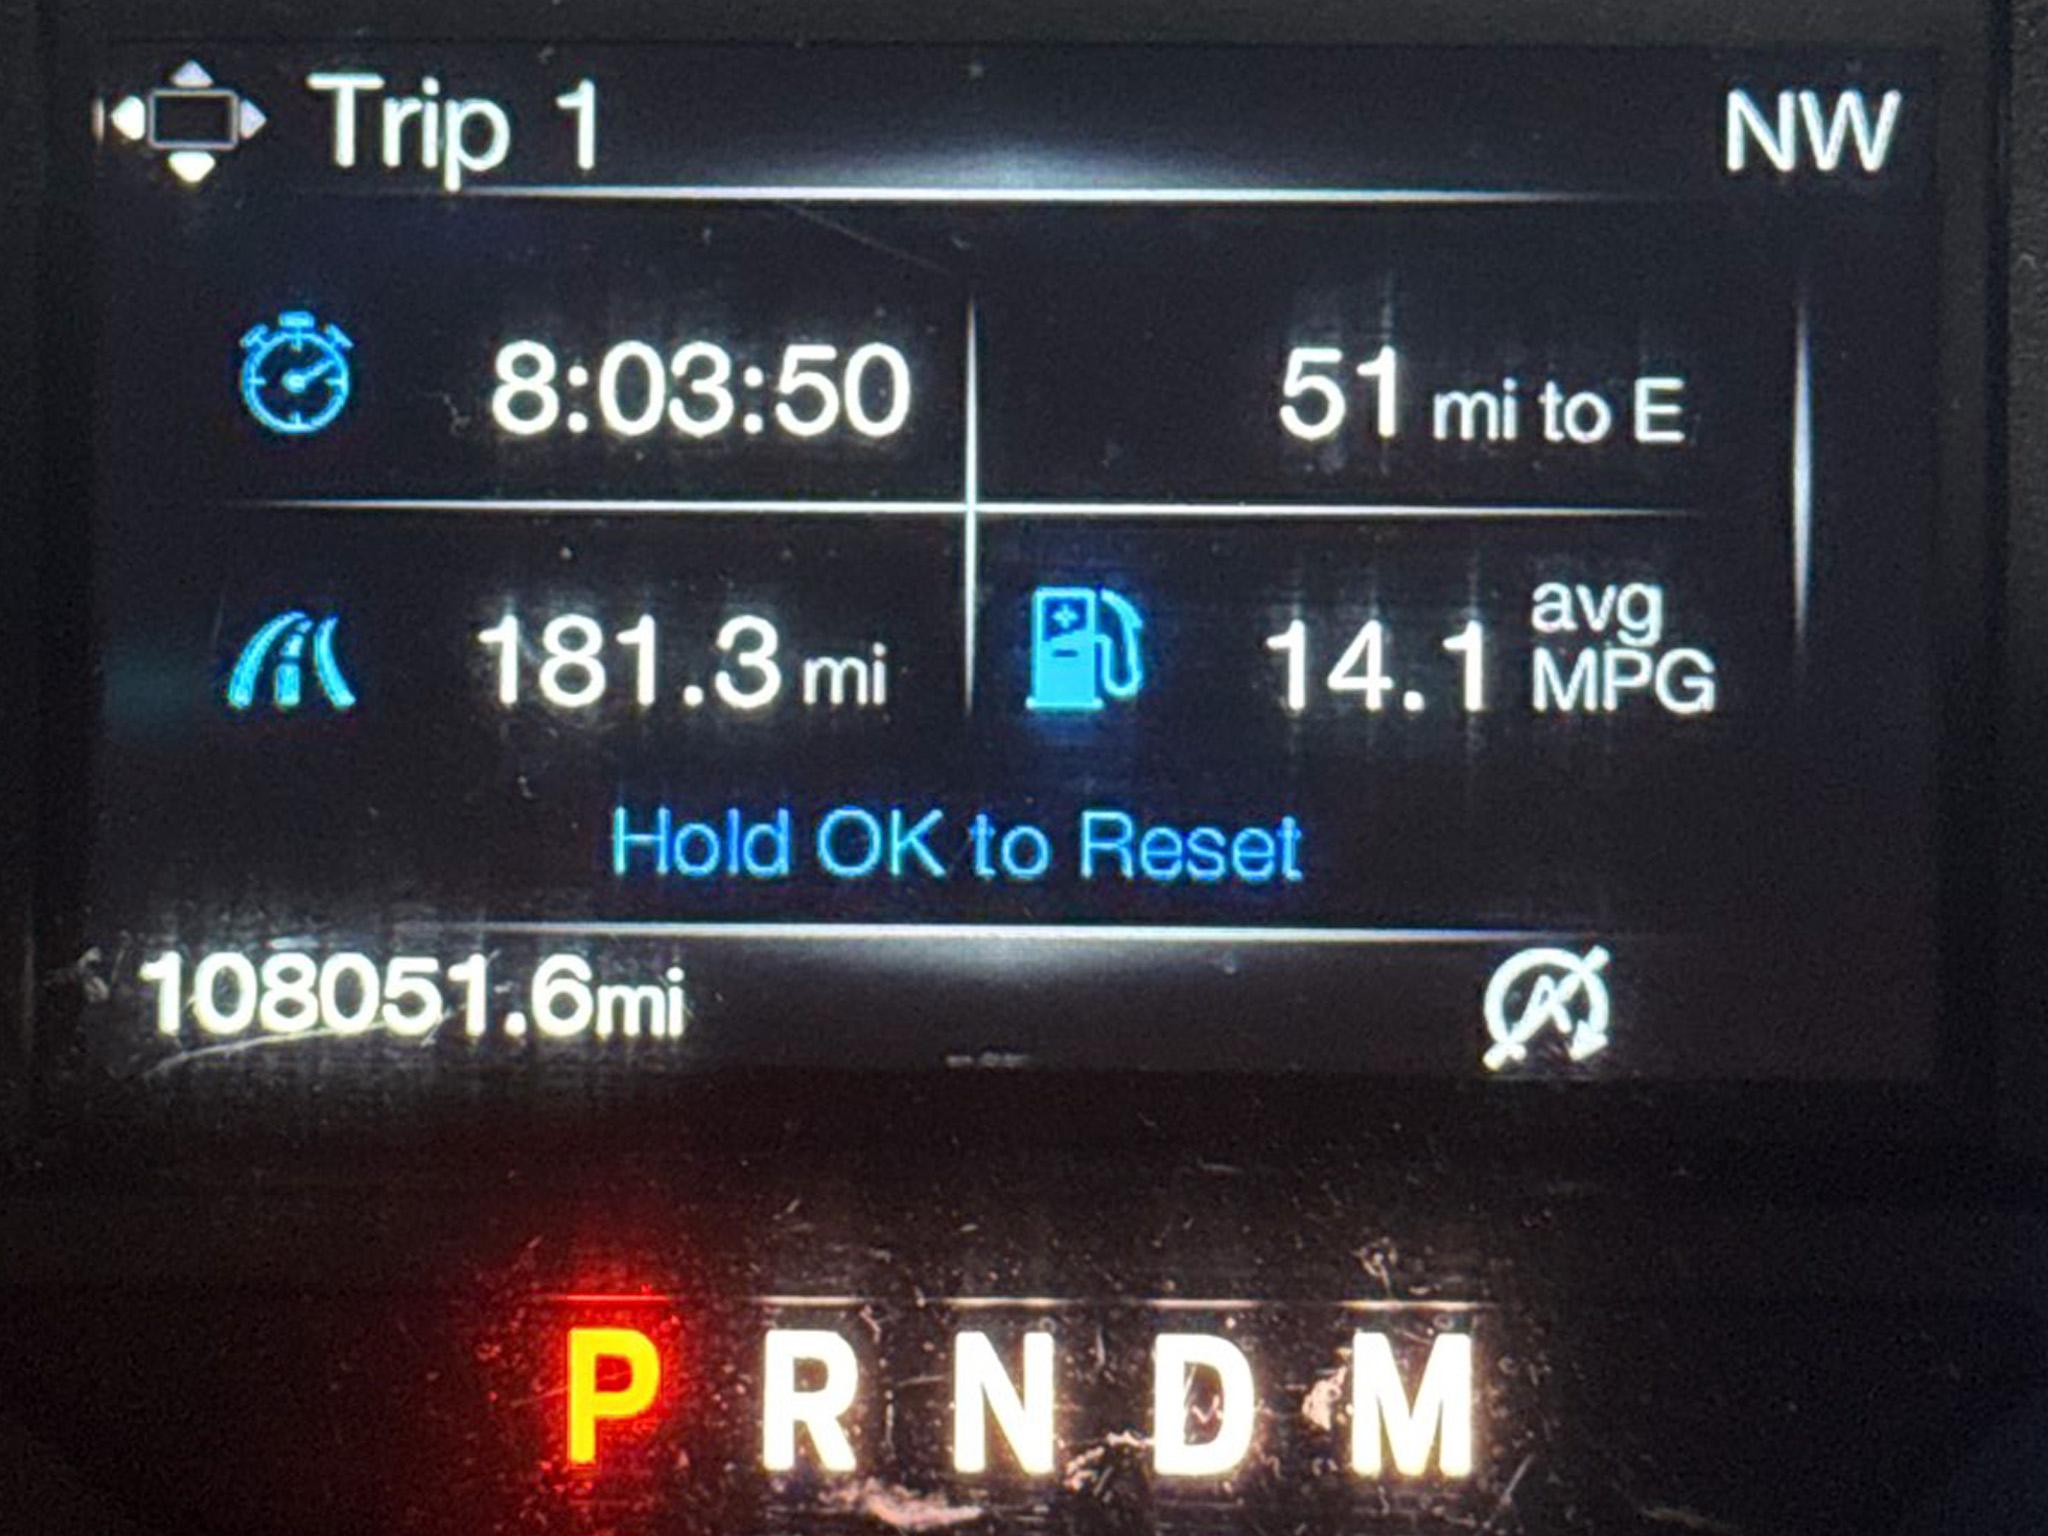 Trip 1
NW
8:03:50
51 mi to E
181.3 mi
14.1 avg MPG
Hold OK to Reset
108051.6mi
A
P R N D M